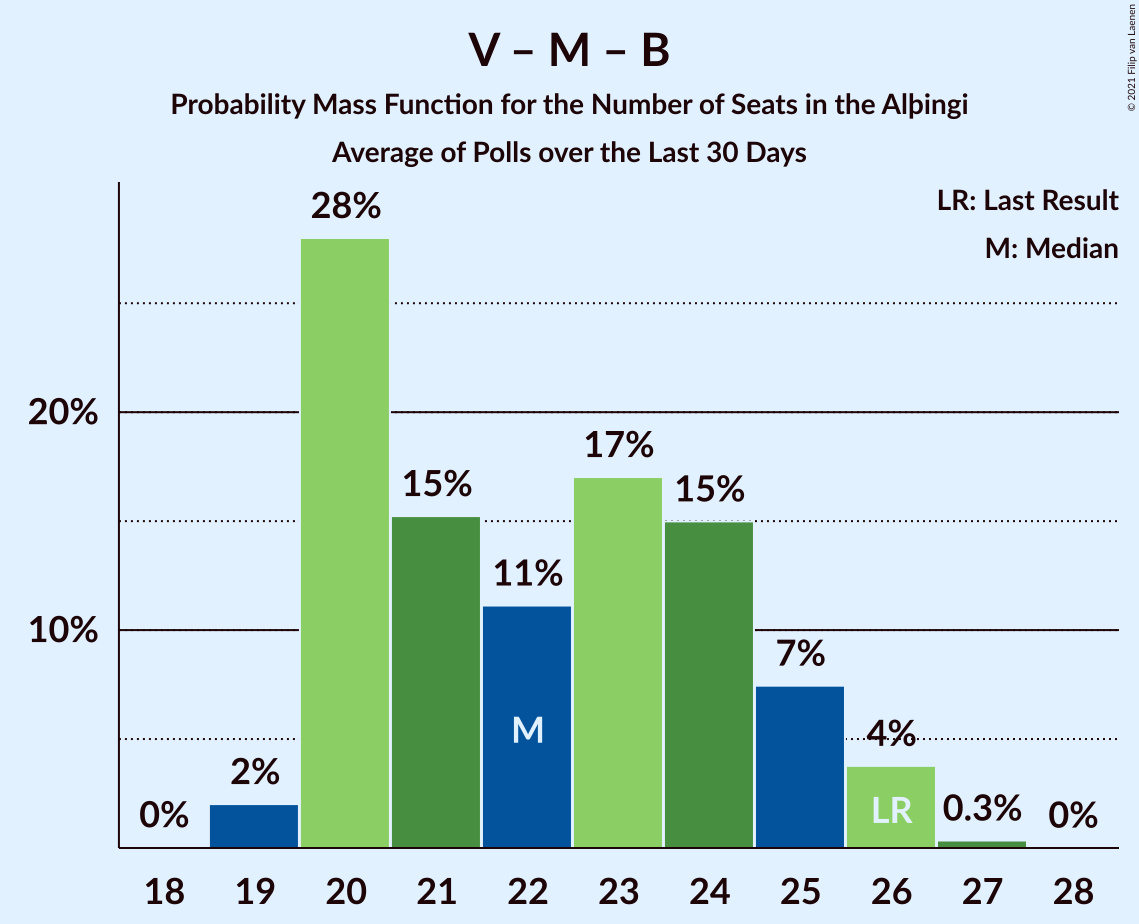 V – M – B
Probability Mass Function for the Number of Seats in the Alþingi
Average of Polls over the Last 30 Days
© 2021 Filip van Laenen
LR: Last Result
M: Median
28%
20%
17%
15%
15%
11%
10%
7%
M
4%
2%
LR
0.3%
0%
0%
18 19 20 21 22 23 24 25 26 27 28